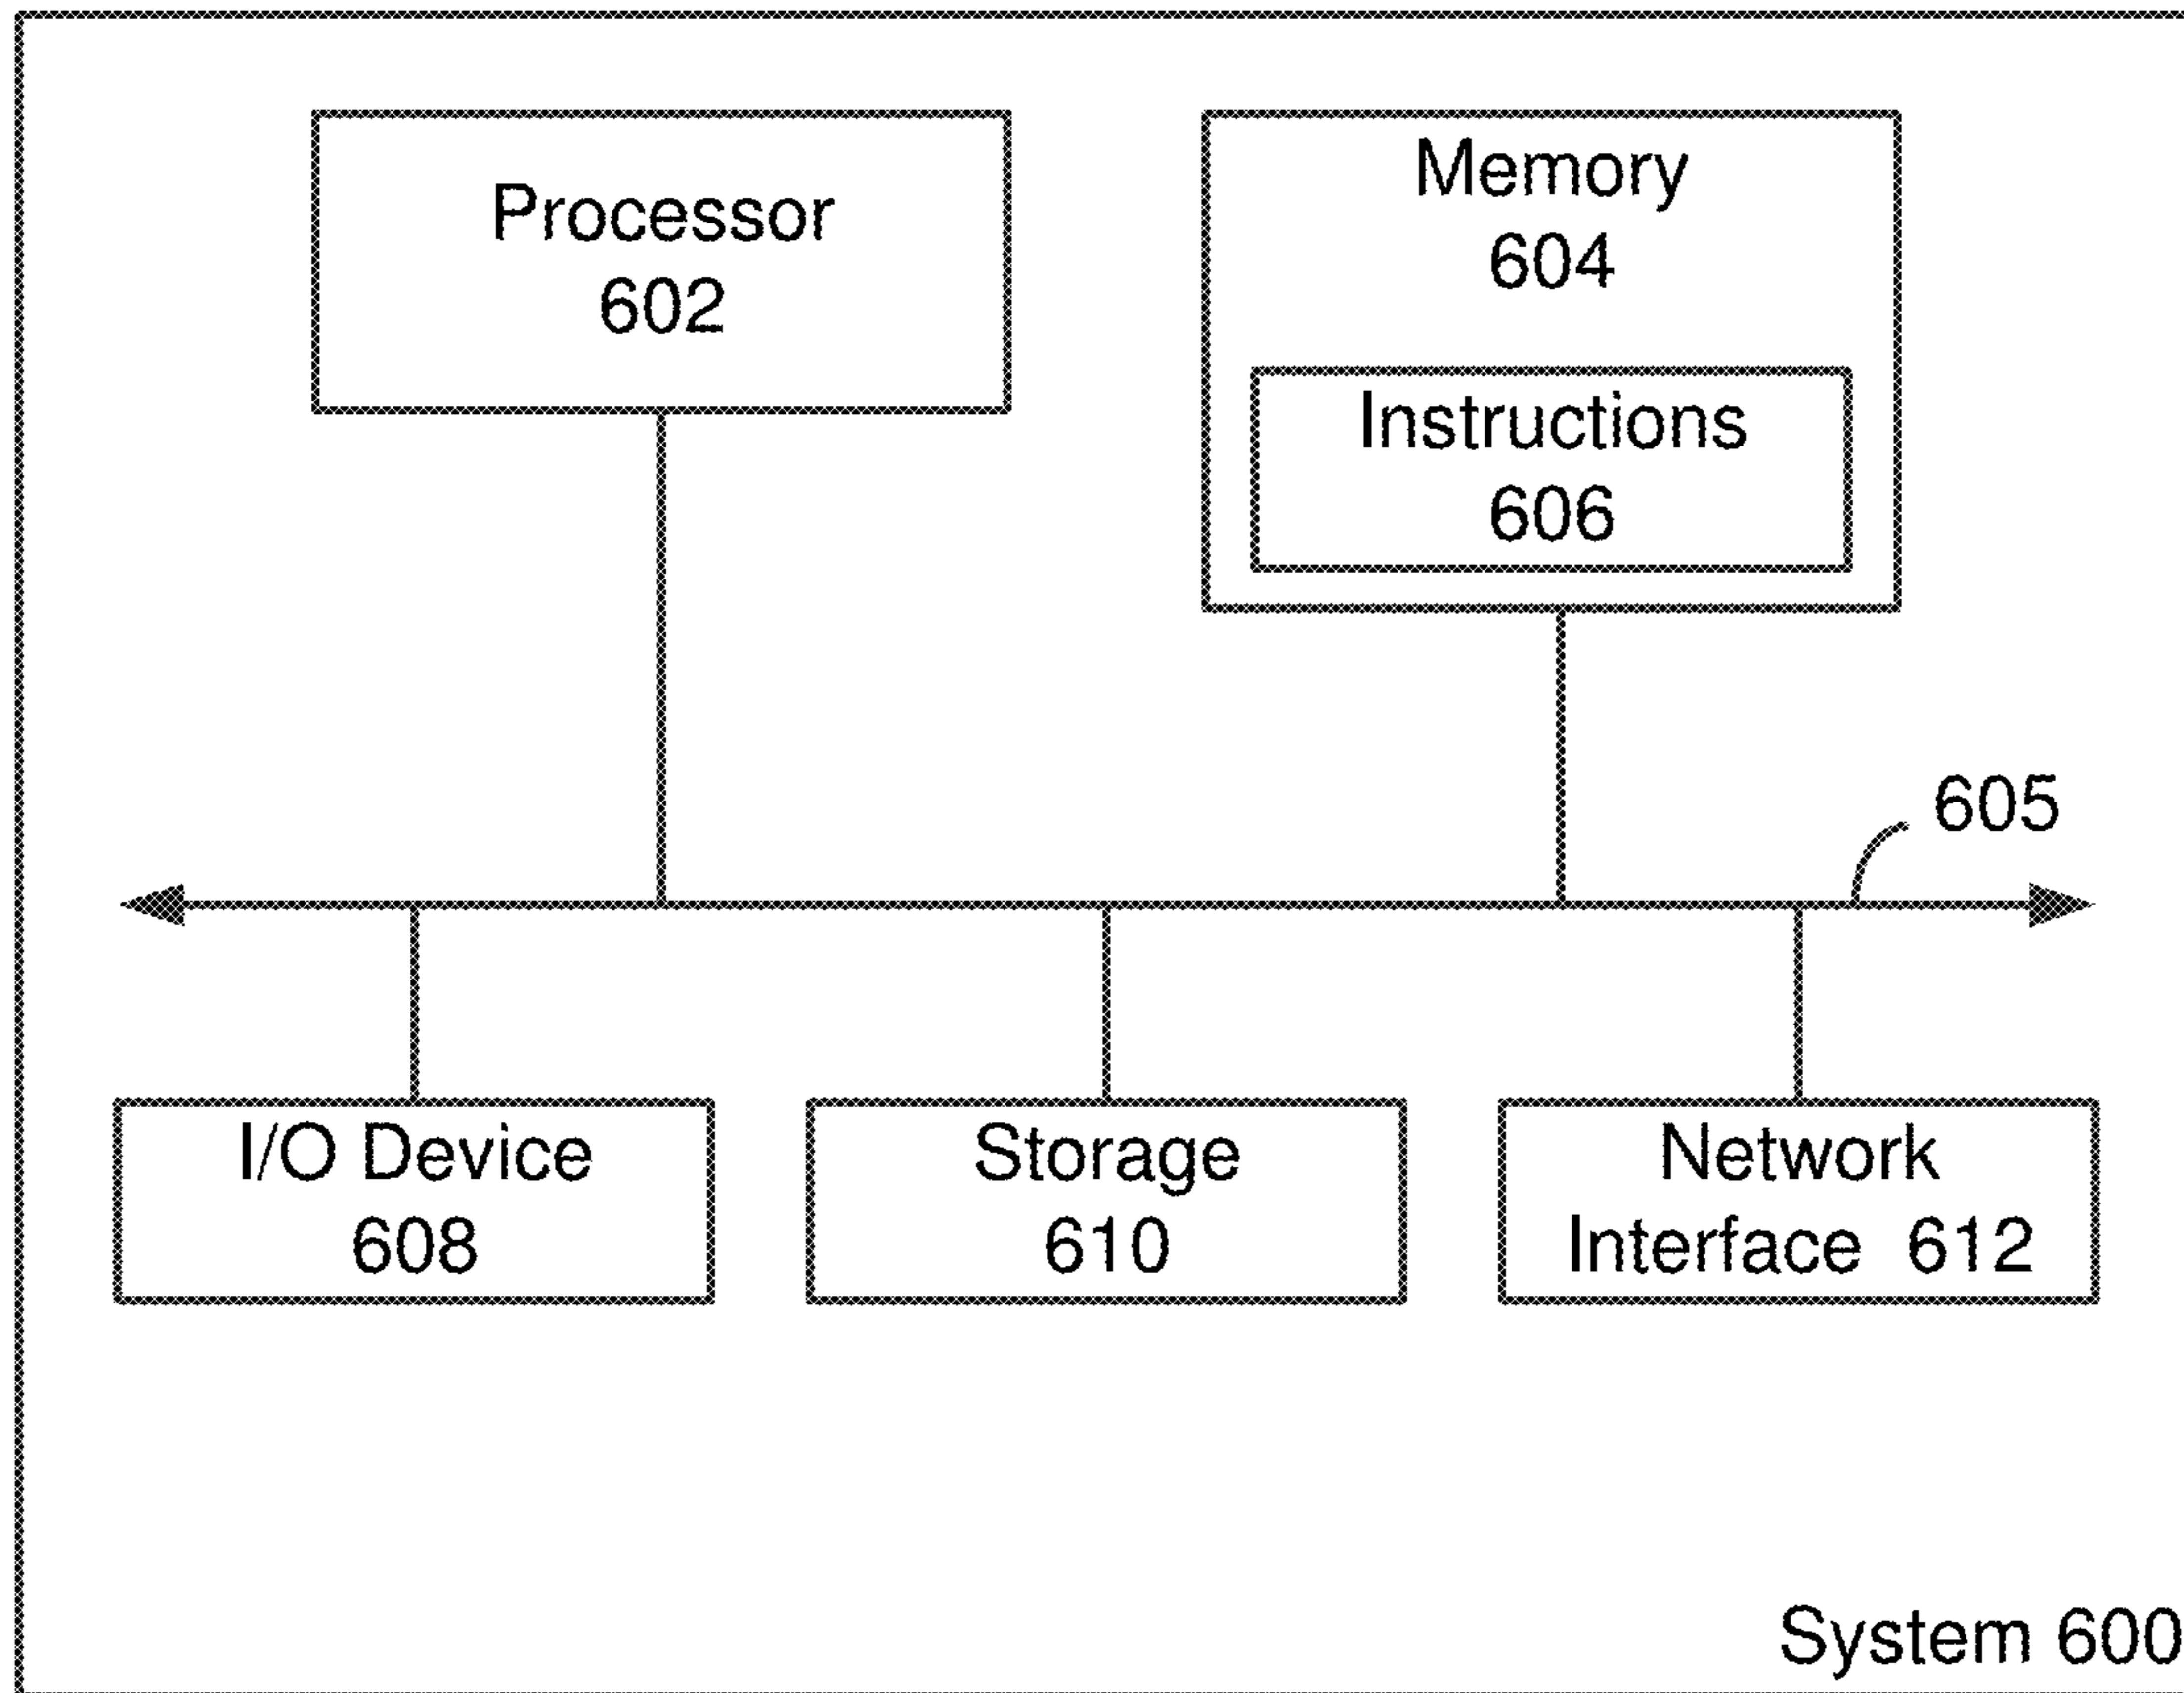 Processor
602
Memory
604
Instructions
606
605
I/O Device
608
Storage
610
Network
Interface 612
System 600